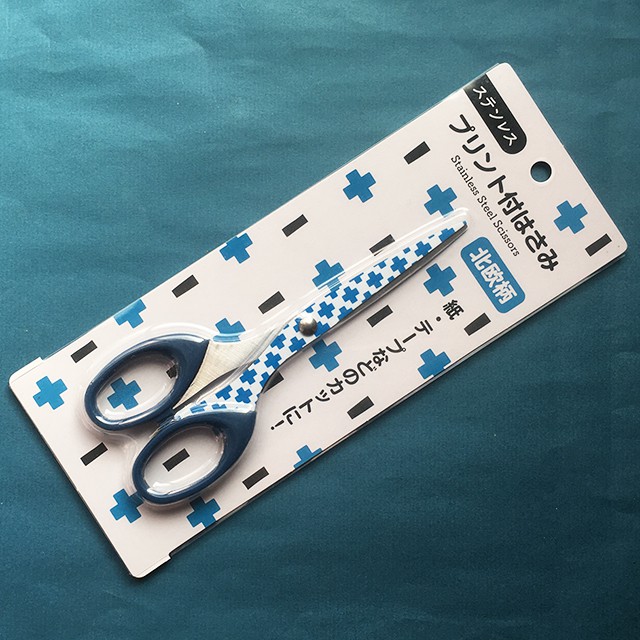 ステンレス
プリント付はさみ
Stainless Steel Scissors
北欧柄
紙・テープなどのカットに!